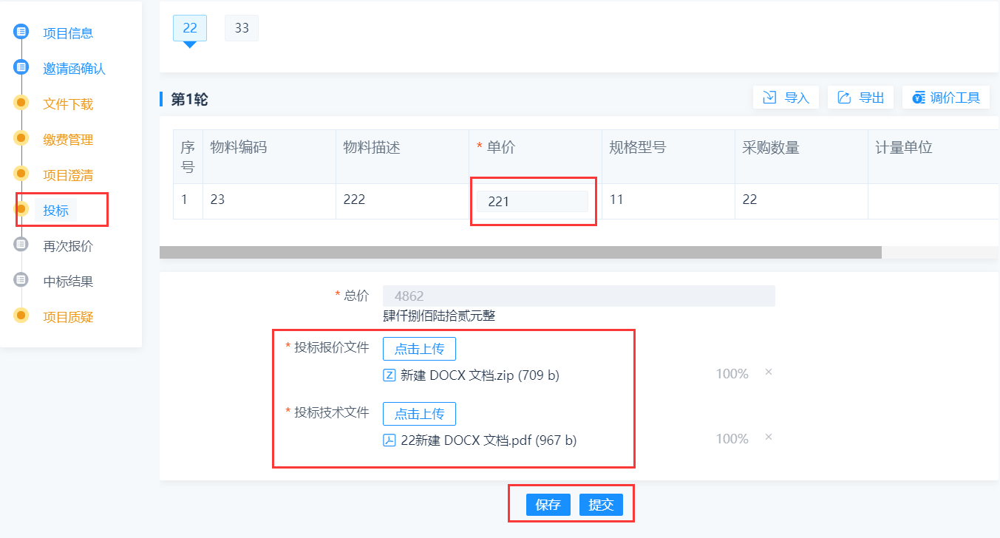 项目信息
邀请函确认
文件下载
缴费管理
项目澄清
投标
再次报价
中标结果
项目质疑
22 33
第1轮 导入 导出 调价工具
序号 物料编码 物料描述 * 单价 规格型号 采购数量 计量单位
1 23 222 221 11 22
* 总价 4862
肆仟捌佰陆拾贰元整
* 投标报价文件 点击上传
新建 DOCX 文档.zip (709 b) 100% ×
* 投标技术文件 点击上传
22新建 DOCX 文档.pdf (967 b) 100% ×
保存 提交